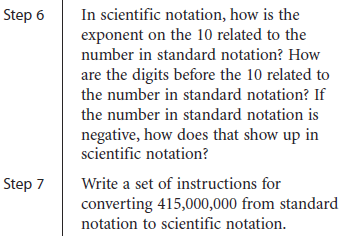 Step 6
In scientific notation, how is the
exponent on the 10 related to the
number in standard notation? How
are the digits before the 10 related to
the number in standard notation? If
the number in standard notation is
negative, how does that show up in
scientific notation?
Step 7
Write a set of instructions for
converting 415,000,000 from standard
notation to scientific notation.